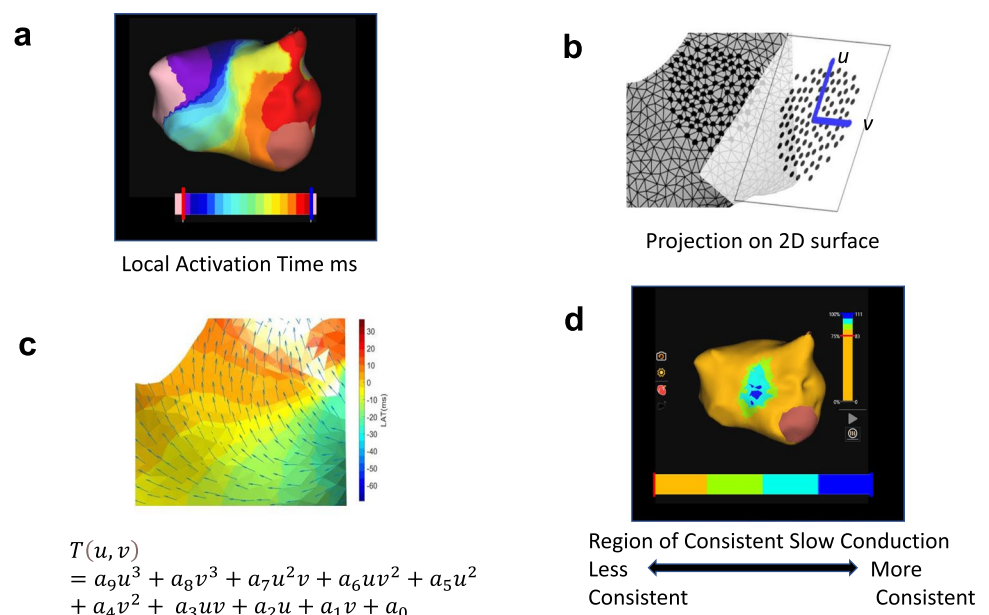 a
Local Activation Time ms
b
u
v
Projection on 2D surface
c
30
20
10
0
-10
-20
-30
-40
-50
-60
LAT(ms)
T(u, v)
= a₉u³ + a₈v³ + a₇u²v + a₆uv² + a₅u²
+ a₄v² + a₃uv + a₂u + a₁v + a₀
d
100% 111
75% 83
0% 0
Region of Consistent Slow Conduction
Less More
Consistent Consistent